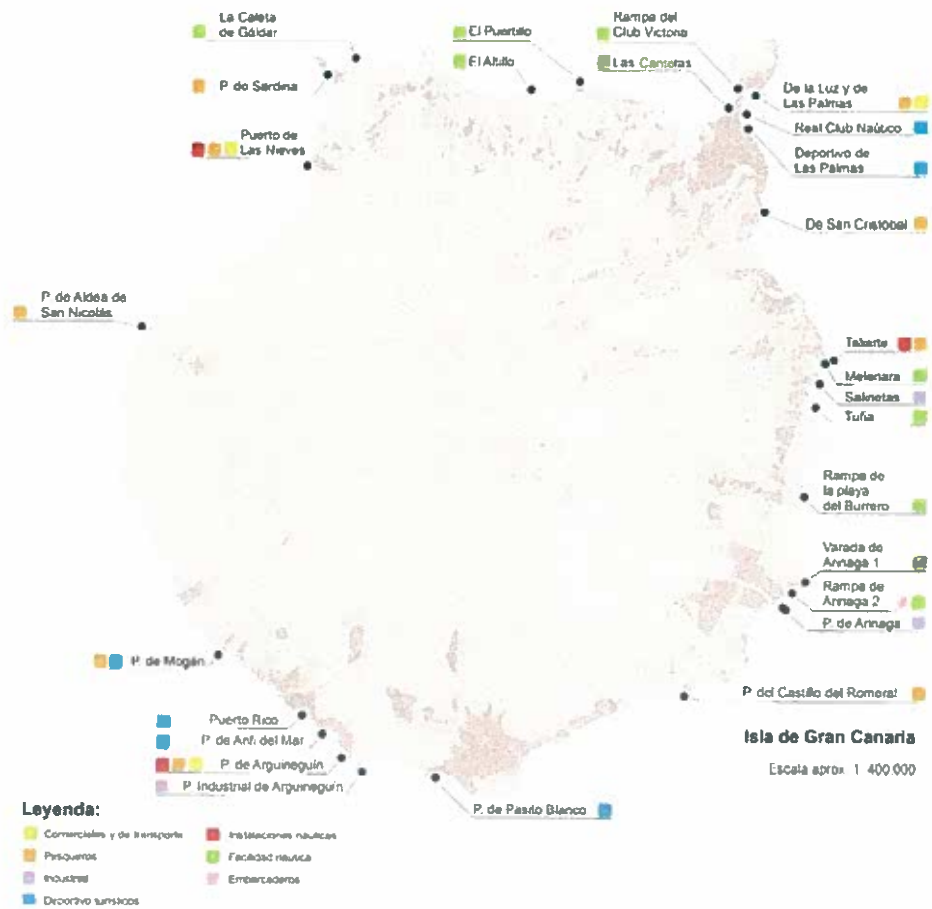 La Caleta
de Gáldar
P. de Sardina
Puerto de
Las Nieves
P. de Aldea de
San Nicolás
El Puertillo
El Altillo
Rampa del
Club Victoria
Las Canteras
De la Luz y de
Las Palmas
Real Club Naútico
Deportivo de
Las Palmas
De San Cristóbal
Taliarte
Melenara
Salinetas
Tufia
Rampa de
la playa
del Burrero
Varada de
Arinaga 1
Rampa de
Arinaga 2
P. de Arinaga
P. del Castillo del Romeral
P. de Mogán
Puerto Rico
P. de Anfi del Mar
P. de Arguineguín
P. Industrial de Arguineguín
P. de Pasito Blanco
Isla de Gran Canaria
Escala aprox. 1:400.000
Leyenda:
Comerciales y de transporte
Pesqueros
Industrial
Deportivo turísticos
Instalaciones náuticas
Facilidad náutica
Embarcaderos